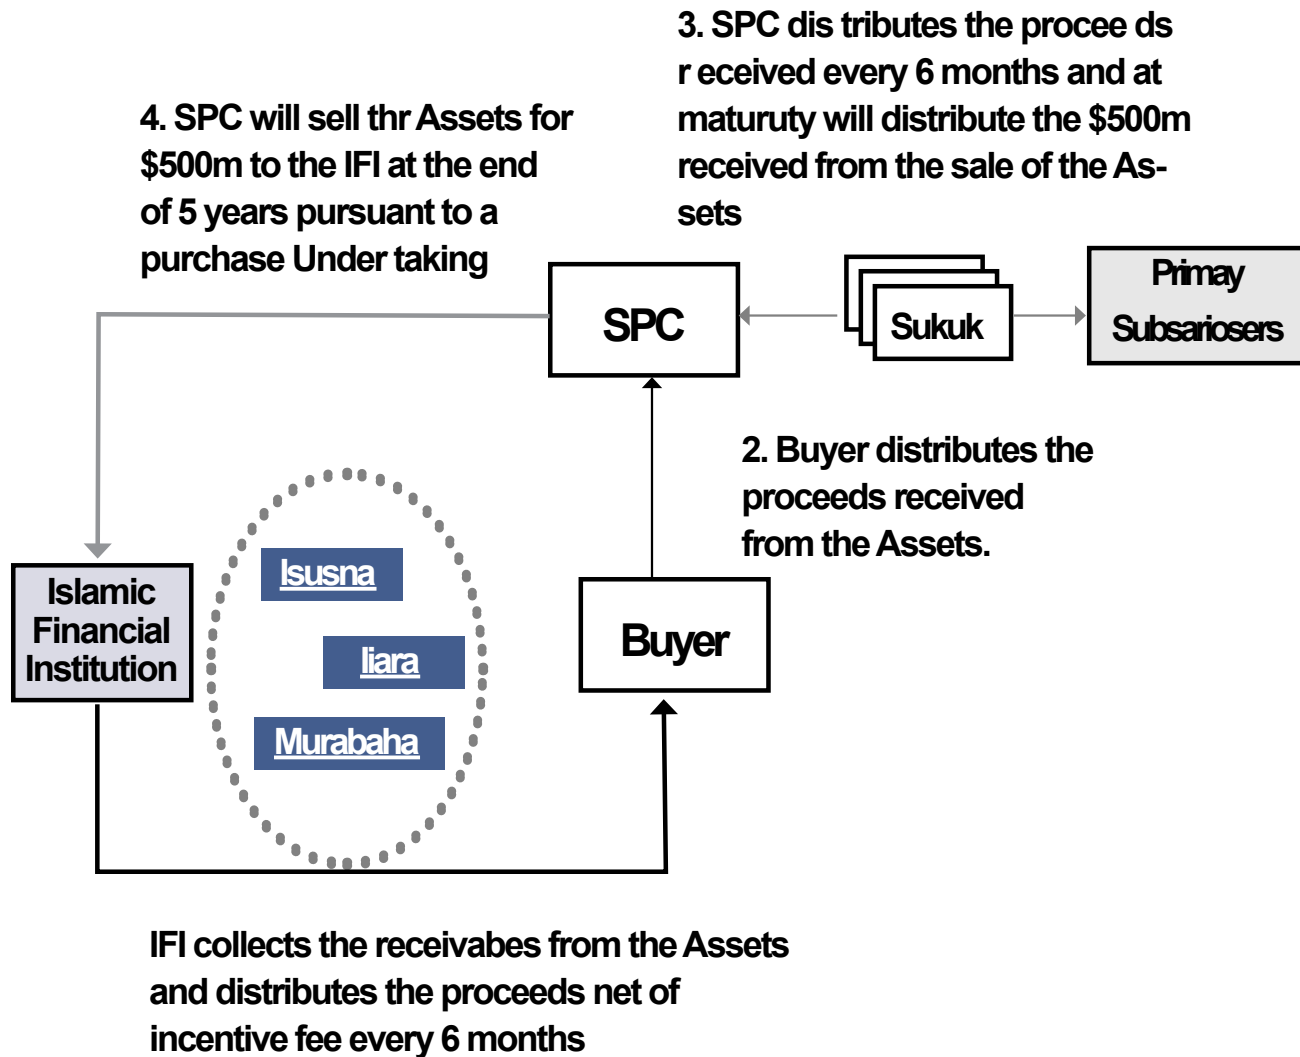 3. SPC dis tributes the procee ds
r eceived every 6 months and at
maturuty will distribute the $500m
received from the sale of the As-
sets
4. SPC will sell thr Assets for
$500m to the IFI at the end
of 5 years pursuant to a
purchase Under taking
SPC
Sukuk
Primay
Subsariosers
2. Buyer distributes the
proceeds received
from the Assets.
Islamic
Financial
Institution
Isusna
Iiara
Murabaha
Buyer
IFI collects the receivabes from the Assets
and distributes the proceeds net of
incentive fee every 6 months